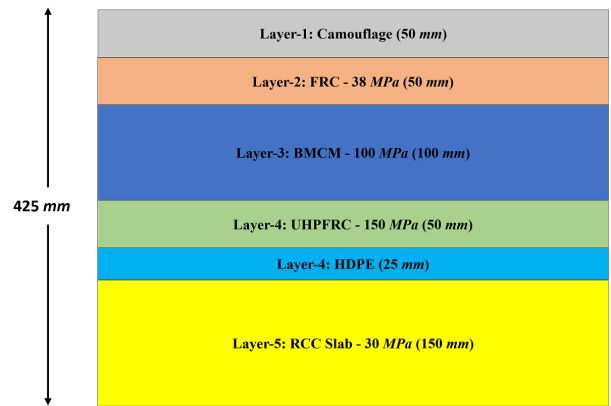 Layer-1: Camouflage (50 mm)
Layer-2: FRC - 38 MPa (50 mm)
Layer-3: BMCM - 100 MPa (100 mm)
425 mm
Layer-4: UHPFRC - 150 MPa (50 mm)
Layer-4: HDPE (25 mm)
Layer-5: RCC Slab - 30 MPa (150 mm)